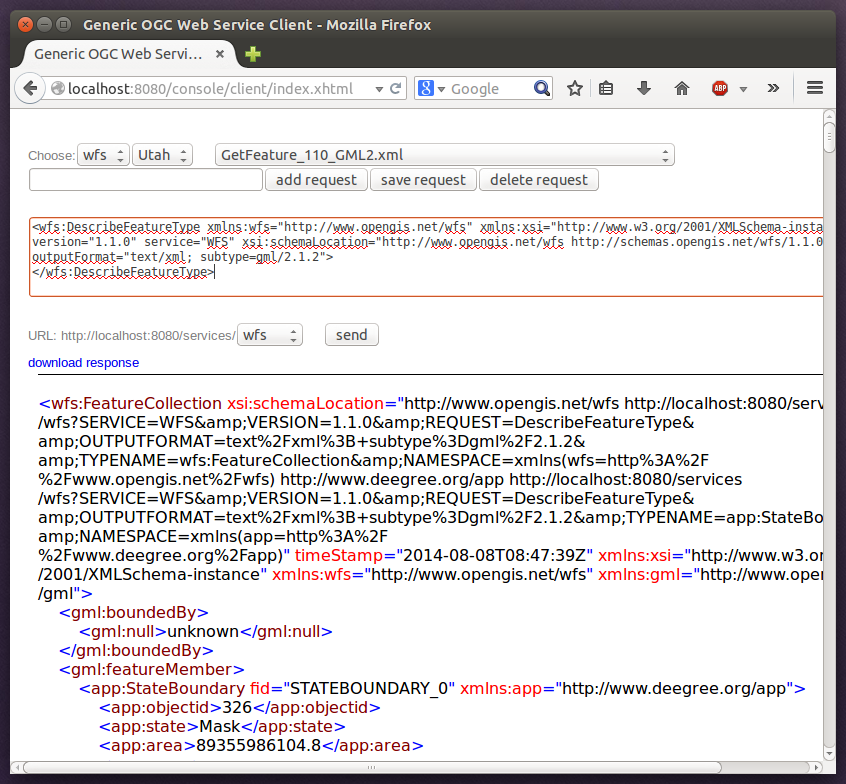 Generic OGC Web Service Client - Mozilla Firefox
Generic OGC Web Servi...
localhost:8080/console/client/index.xhtml
Google
ABP
Choose: wfs Utah GetFeature_110_GML2.xml
add request save request delete request
<wfs:DescribeFeatureType xmlns:wfs="http://www.opengis.net/wfs" xmlns:xsi="http://www.w3.org/2001/XMLSchema-insta
version="1.1.0" service="WFS" xsi:schemaLocation="http://www.opengis.net/wfs http://schemas.opengis.net/wfs/1.1.0
outputFormat="text/xml; subtype=gml/2.1.2">
</wfs:DescribeFeatureType>
URL: http://localhost:8080/services/ wfs send
download response
<wfs:FeatureCollection xsi:schemaLocation="http://www.opengis.net/wfs http://localhost:8080/serv
/wfs?SERVICE=WFS&amp;VERSION=1.1.0&amp;REQUEST=DescribeFeatureType&
amp;OUTPUTFORMAT=text%2Fxml%3B+subtype%3Dgml%2F2.1.2&
amp;TYPENAME=wfs:FeatureCollection&amp;NAMESPACE=xmlns(wfs=http%3A%2F
%2Fwww.opengis.net%2Fwfs) http://www.deegree.org/app http://localhost:8080/services
/wfs?SERVICE=WFS&amp;VERSION=1.1.0&amp;REQUEST=DescribeFeatureType&
amp;OUTPUTFORMAT=text%2Fxml%3B+subtype%3Dgml%2F2.1.2&amp;TYPENAME=app:StateBo
amp;NAMESPACE=xmlns(app=http%3A%2F
%2Fwww.deegree.org%2Fapp)" timeStamp="2014-08-08T08:47:39Z" xmlns:xsi="http://www.w3.or
/2001/XMLSchema-instance" xmlns:wfs="http://www.opengis.net/wfs" xmlns:gml="http://www.open
/gml">
<gml:boundedBy>
<gml:null>unknown</gml:null>
</gml:boundedBy>
<gml:featureMember>
<app:StateBoundary fid="STATEBOUNDARY_0" xmlns:app="http://www.deegree.org/app">
<app:objectid>326</app:objectid>
<app:state>Mask</app:state>
<app:area>89355986104.8</app:area>